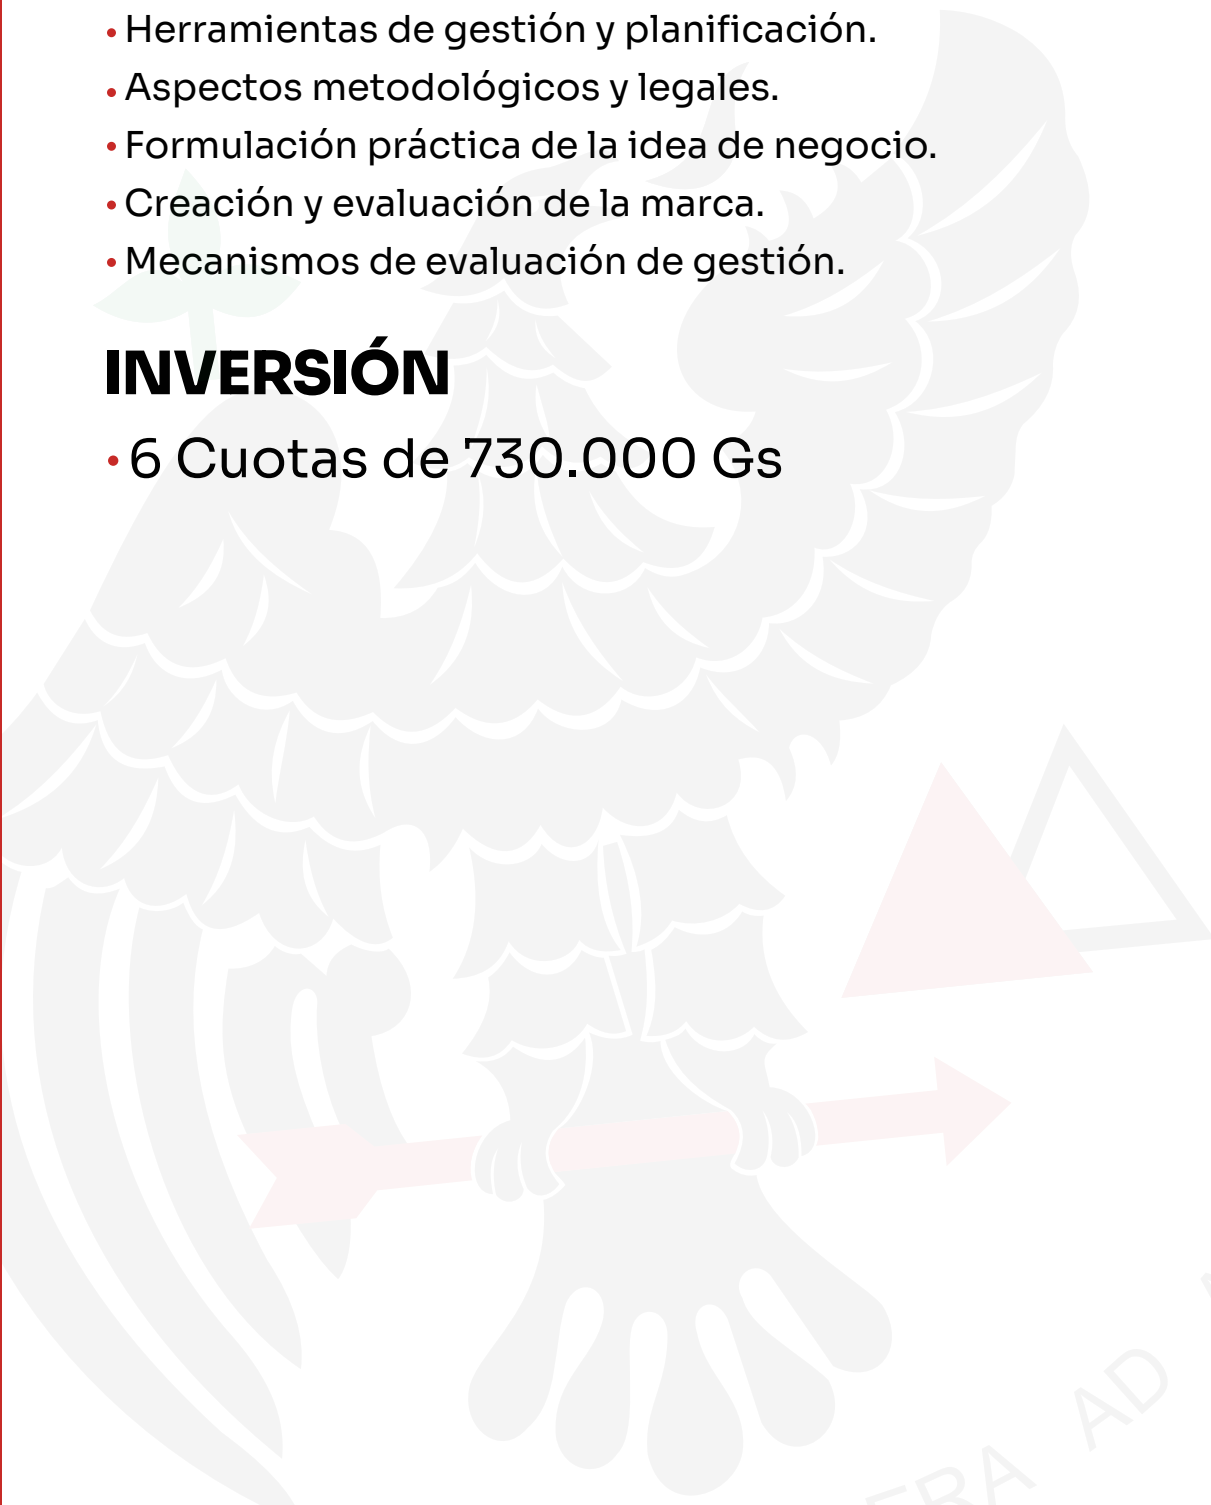 • Herramientas de gestión y planificación.
• Aspectos metodológicos y legales.
• Formulación práctica de la idea de negocio.
• Creación y evaluación de la marca.
• Mecanismos de evaluación de gestión.
INVERSIÓN
• 6 Cuotas de 730.000 Gs
AD